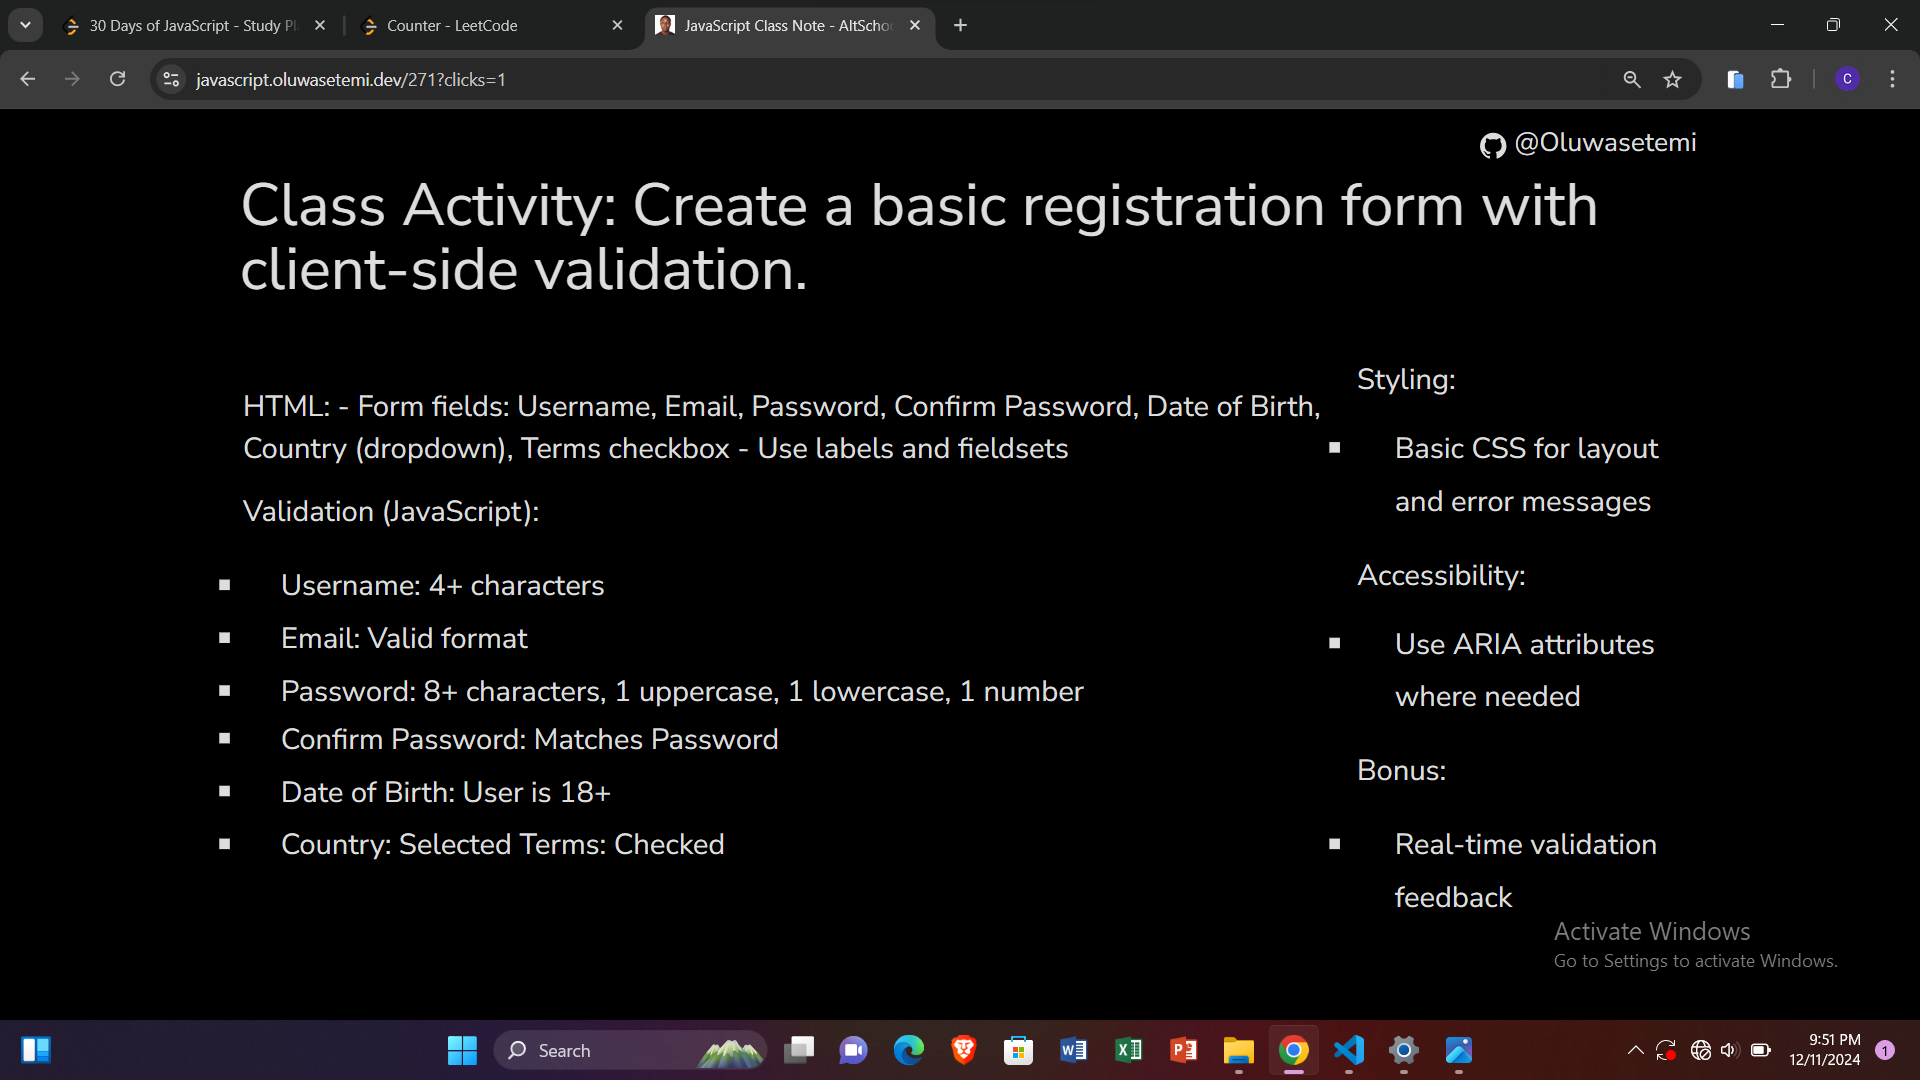 30 Days of JavaScript - Study Pl
Counter - LeetCode
JavaScript Class Note - AltScho
javascript.oluwasetemi.dev/271?clicks=1
C
@Oluwasetemi
Class Activity: Create a basic registration form with
client-side validation.
HTML: - Form fields: Username, Email, Password, Confirm Password, Date of Birth,
Country (dropdown), Terms checkbox - Use labels and fieldsets
Validation (JavaScript):
Username: 4+ characters
Email: Valid format
Password: 8+ characters, 1 uppercase, 1 lowercase, 1 number
Confirm Password: Matches Password
Date of Birth: User is 18+
Country: Selected Terms: Checked
Styling:
Basic CSS for layout
and error messages
Accessibility:
Use ARIA attributes
where needed
Bonus:
Real-time validation
feedback
Activate Windows
Go to Settings to activate Windows.
Search
9:51 PM
12/11/2024
1